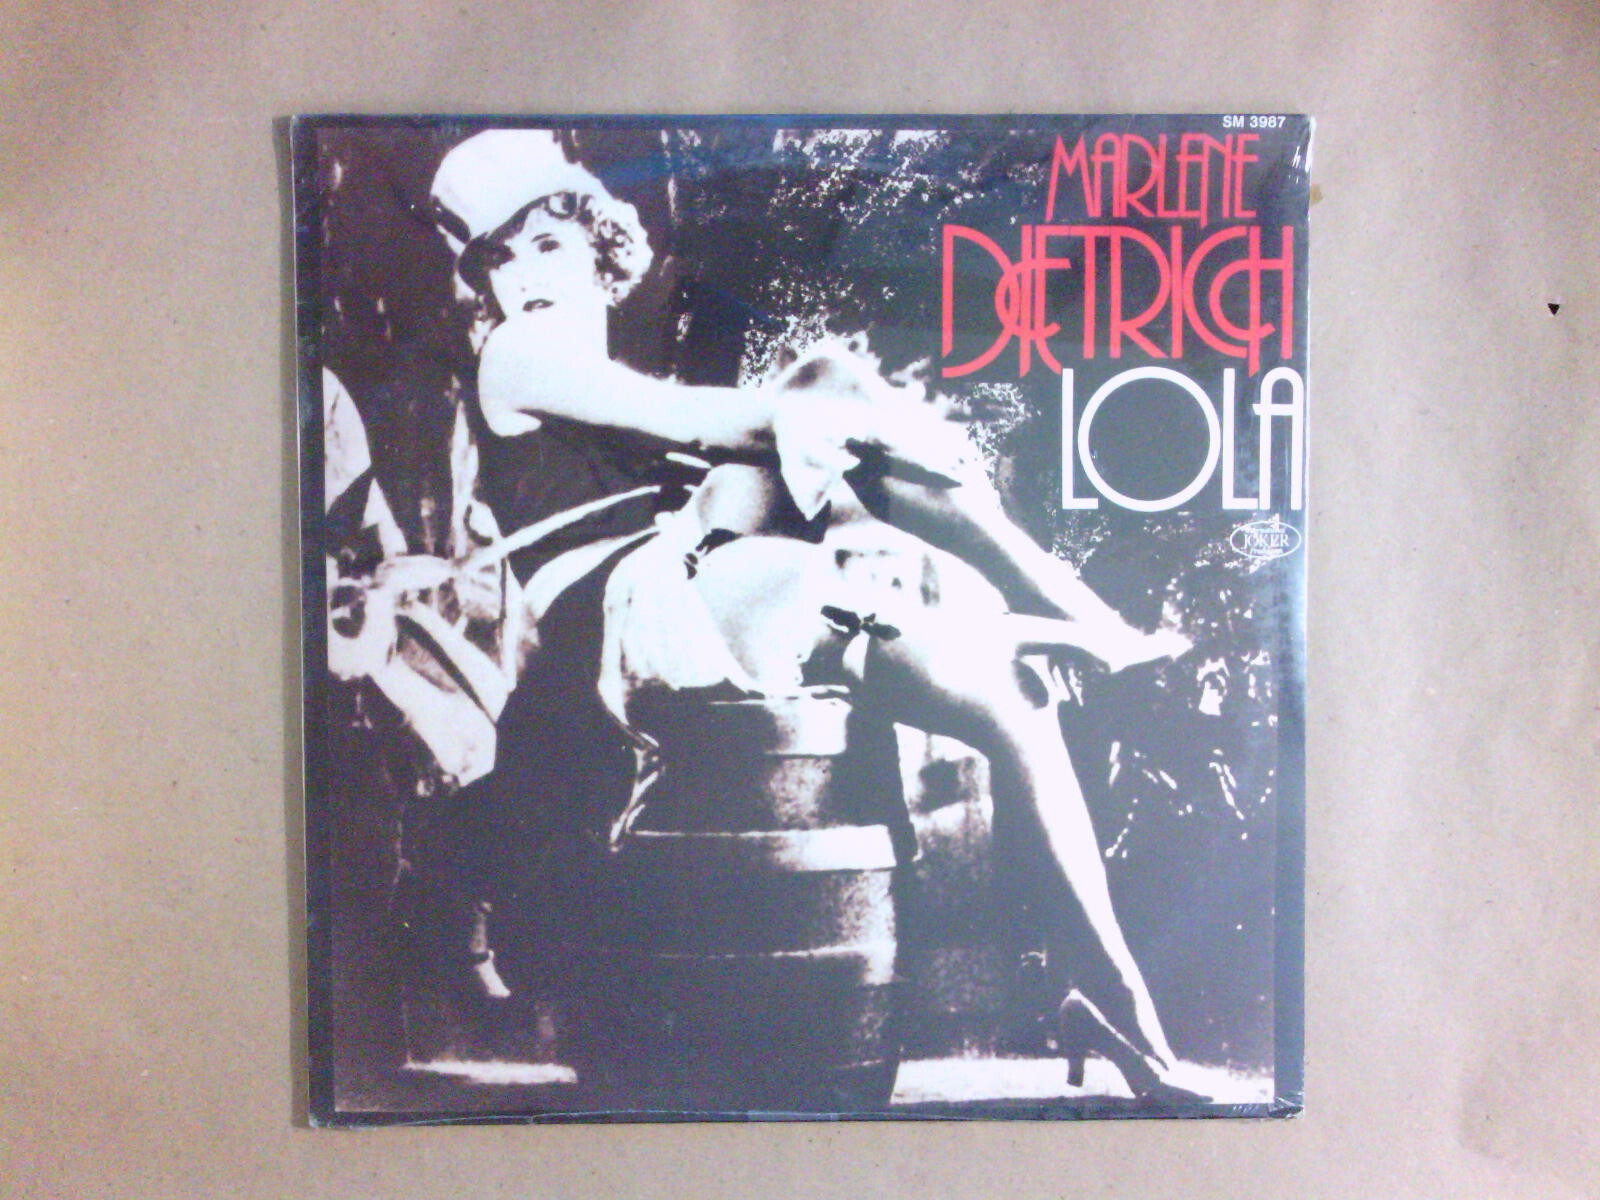 SM 3987
MARLENE
DIETRICH
LOLA
JOKER